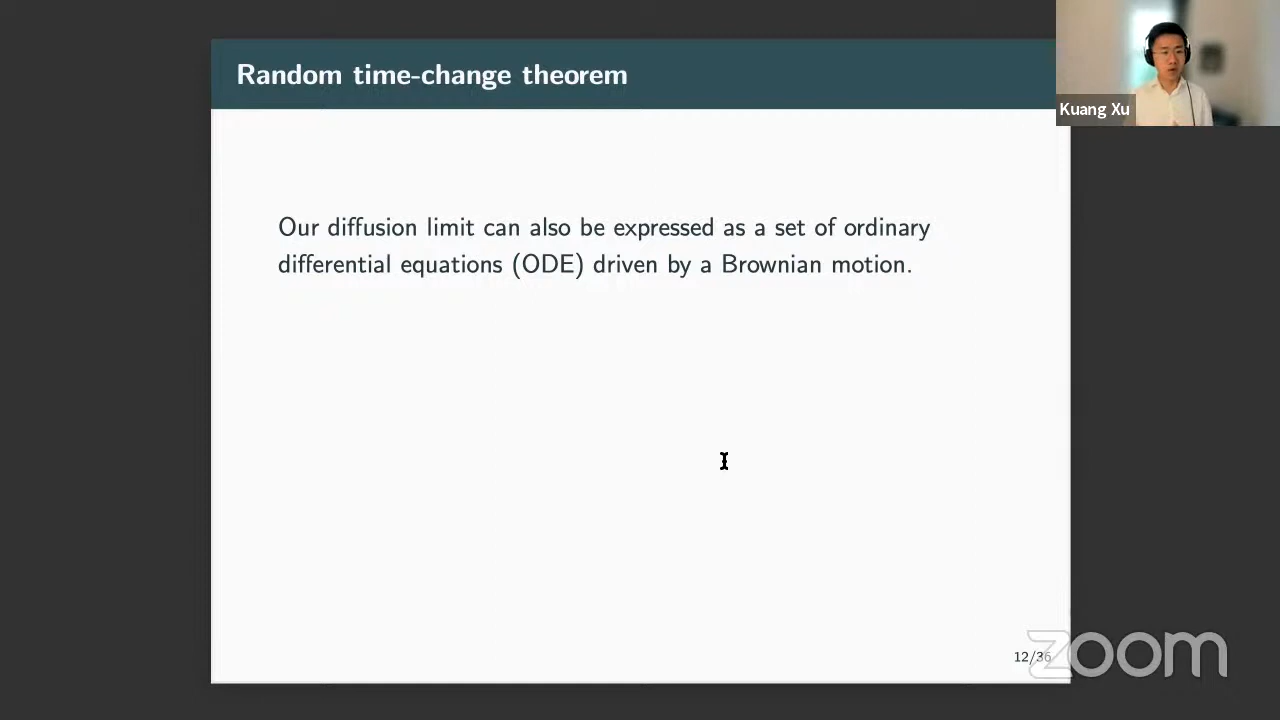 Random time-change theorem
Kuang Xu
Our diffusion limit can also be expressed as a set of ordinary
differential equations (ODE) driven by a Brownian motion.
12/36
zoom